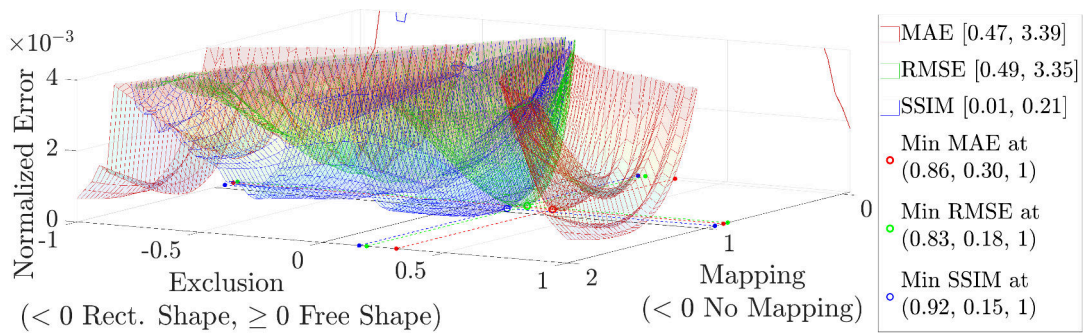 ×10⁻³
4
2
0
Normalized Error
-1
-0.5
0
0.5
1
Exclusion
(< 0 Rect. Shape, ≥ 0 Free Shape)
2
1
0
Mapping
(< 0 No Mapping)
MAE [0.47, 3.39]
RMSE [0.49, 3.35]
SSIM [0.01, 0.21]
Min MAE at
(0.86, 0.30, 1)
Min RMSE at
(0.83, 0.18, 1)
Min SSIM at
(0.92, 0.15, 1)